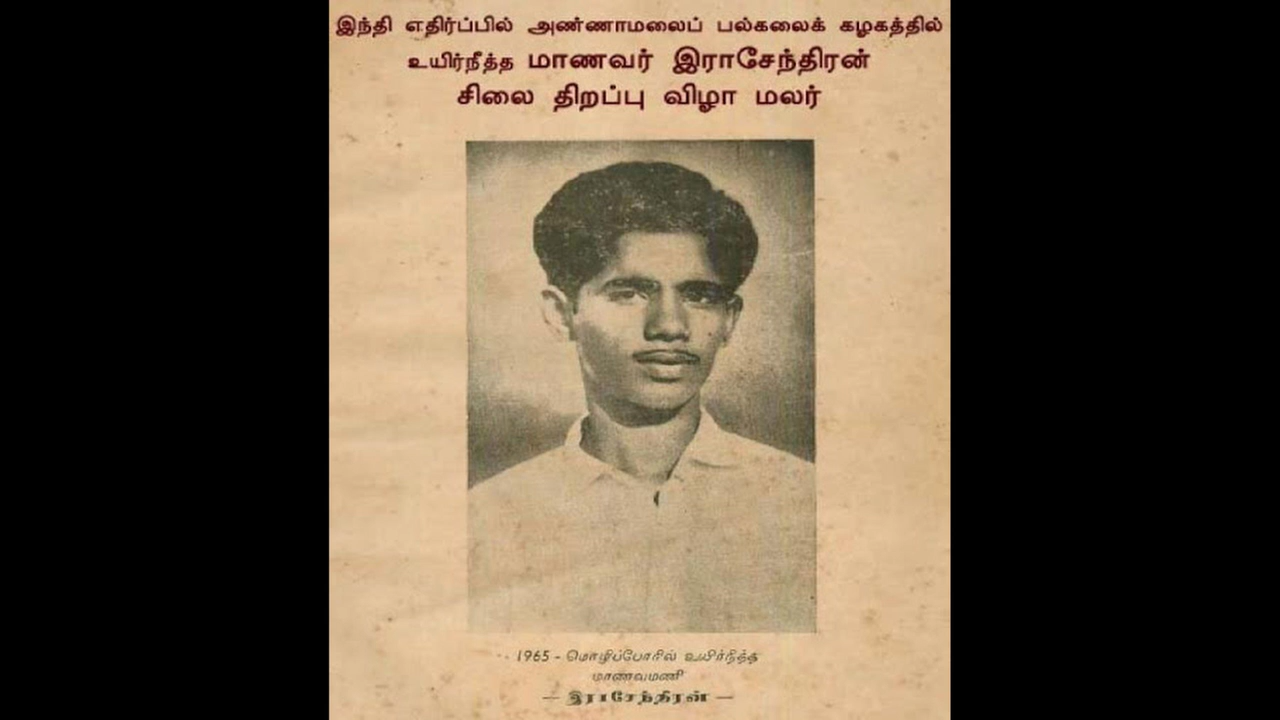 இந்தி எதிர்ப்பில் அண்ணாமலைப் பல்கலைக் கழகத்தில்
உயிர்நீத்த மாணவர் இராசேந்திரன்
சிலை திறப்பு விழா மலர்
1965 - மொழிப்போரில் உயிர்நித்த
மாணவமணி
— இராசேந்திரன் —